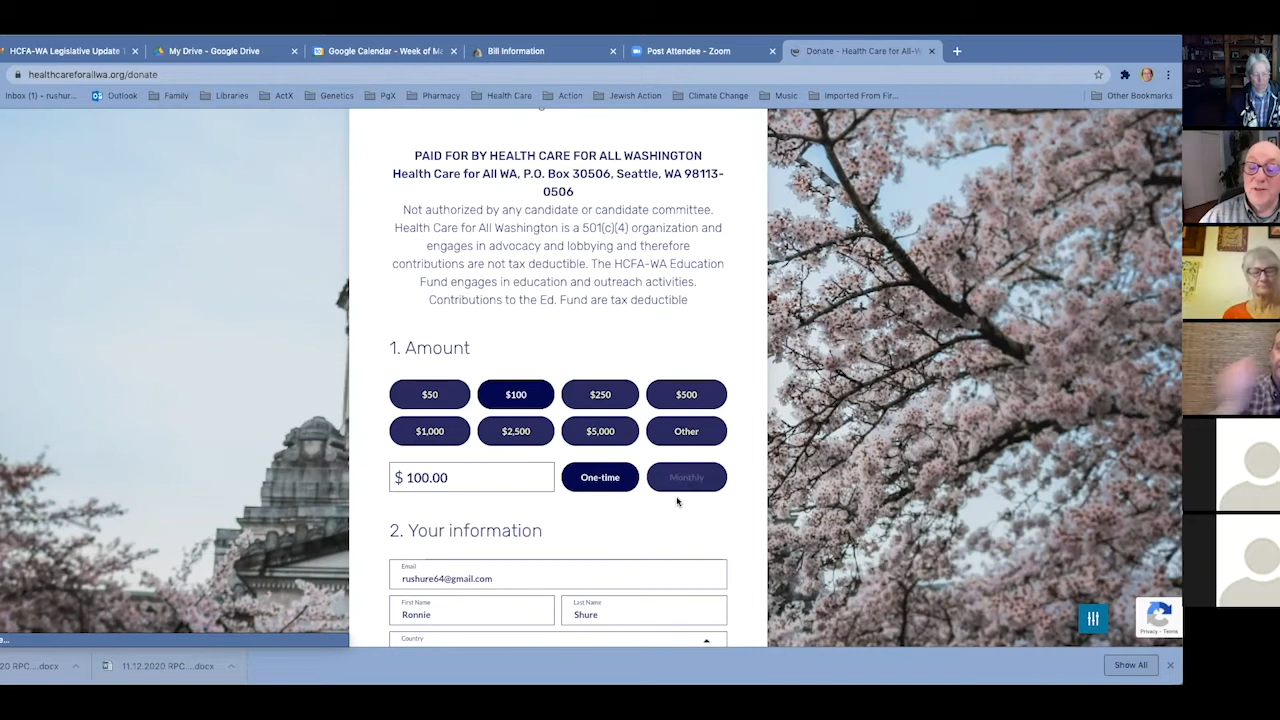 HCFA-WA Legislative Update
My Drive - Google Drive
Google Calendar - Week of Ma
Bill Information
Post Attendee - Zoom
Donate - Health Care for All-W
healthcareforallwa.org/donate
Inbox (1) - rushur...
Outlook
Family
Libraries
ActX
Genetics
PgX
Pharmacy
Health Care
Action
Jewish Action
Climate Change
Music
Imported From Fir...
Other Bookmarks
PAID FOR BY HEALTH CARE FOR ALL WASHINGTON
Health Care for All WA, P.O. Box 30506, Seattle, WA 98113-
0506
Not authorized by any candidate or candidate committee.
Health Care for All Washington is a 501(c)(4) organization and
engages in advocacy and lobbying and therefore
contributions are not tax deductible. The HCFA-WA Education
Fund engages in education and outreach activities.
Contributions to the Ed. Fund are tax deductible
1. Amount
$50 $100 $250 $500
$1,000 $2,500 $5,000 Other
$ 100.00 One-time Monthly
2. Your information
Email
rushure64@gmail.com
First Name Last Name
Ronnie Shure
Country
Privacy - Terms
20 RPC....docx
11.12.2020 RPC....docx
Show All